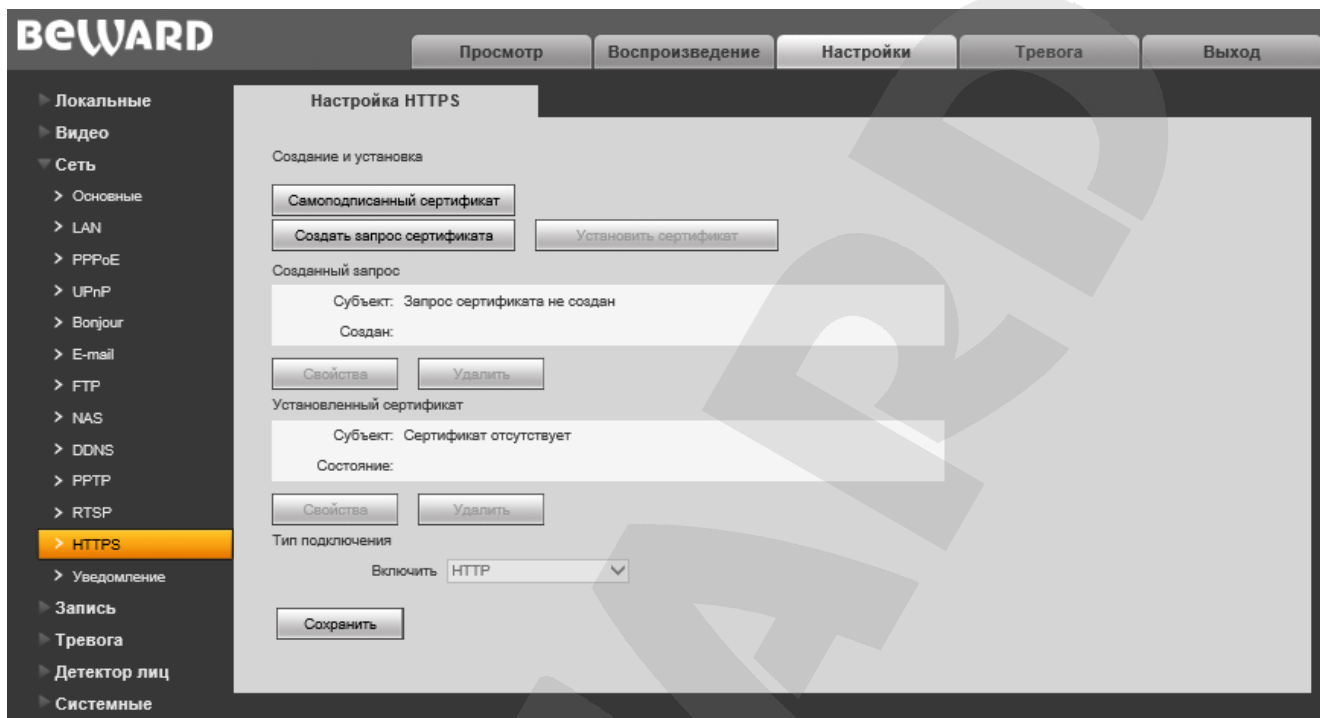 BEWARD
Просмотр Воспроизведение Настройки Тревога Выход
Локальные
Видео
Сеть
> Основные
> LAN
> PPPoE
> UPnP
> Bonjour
> E-mail
> FTP
> NAS
> DDNS
> PPTP
> RTSP
> HTTPS
> Уведомление
Запись
Тревога
Детектор лиц
Системные
Настройка HTTPS
Создание и установка
Самоподписанный сертификат
Создать запрос сертификата Установить сертификат
Созданный запрос
Субъект: Запрос сертификата не создан
Создан:
Свойства Удалить
Установленный сертификат
Субъект: Сертификат отсутствует
Состояние:
Свойства Удалить
Тип подключения
Включить HTTP
Сохранить